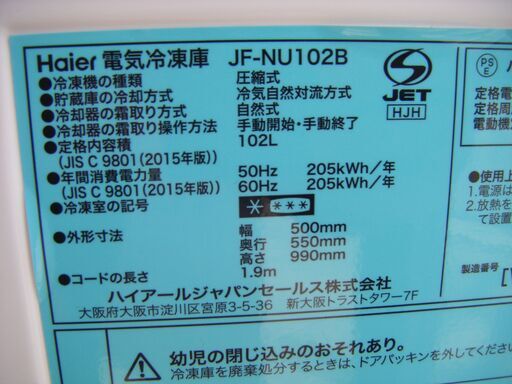 Haier 電気冷凍庫 JF-NU102B
●冷凍機の種類 圧縮式
●貯蔵庫の冷却方式 冷気自然対流方式
●冷却器の霜取り方式 自然式
●冷却器の霜取り操作方法 手動開始・手動終了
●定格内容積 102L
(JIS C 9801(2015年版))
●年間消費電力量 50Hz 205kWh/年
(JIS C 9801(2015年版)) 60Hz 205kWh/年
●冷凍室の記号
●外形寸法 幅 500mm
奥行 550mm
高さ 990mm
●コードの長さ 1.9m
ハイアールジャパンセールス株式会社
大阪府大阪市淀川区宮原3-5-36 新大阪トラストタワー7F
S
JET
HJH
PS
E
定格電
定格周
電動機
●使用上
1.電源は
2.放熱を
て設置
製造番号
幼児の閉じ込みのおそれあり。
冷凍庫を廃棄処分するときは、ドアパッキンを外して